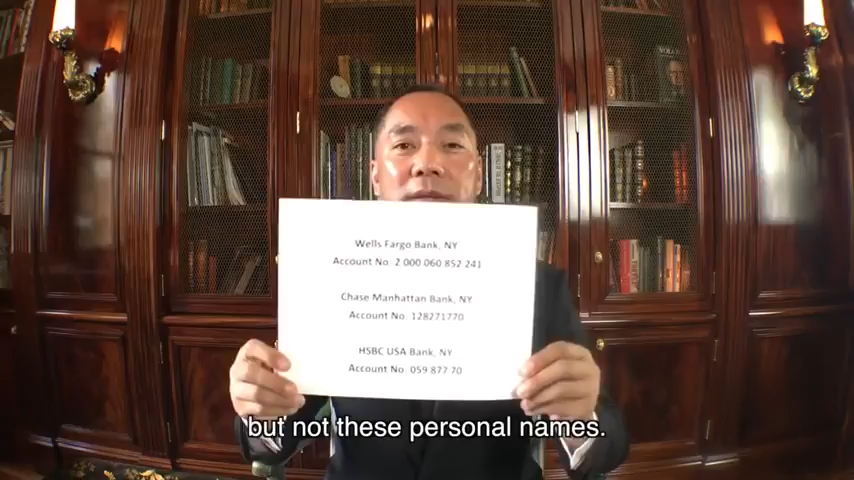 Wells Fargo Bank, NY
Account No: 2 000 060 852 241
Chase Manhattan Bank, NY
Account No. 128271770
HSBC USA Bank, NY
Account No. 059 877 70
but not these personal names.